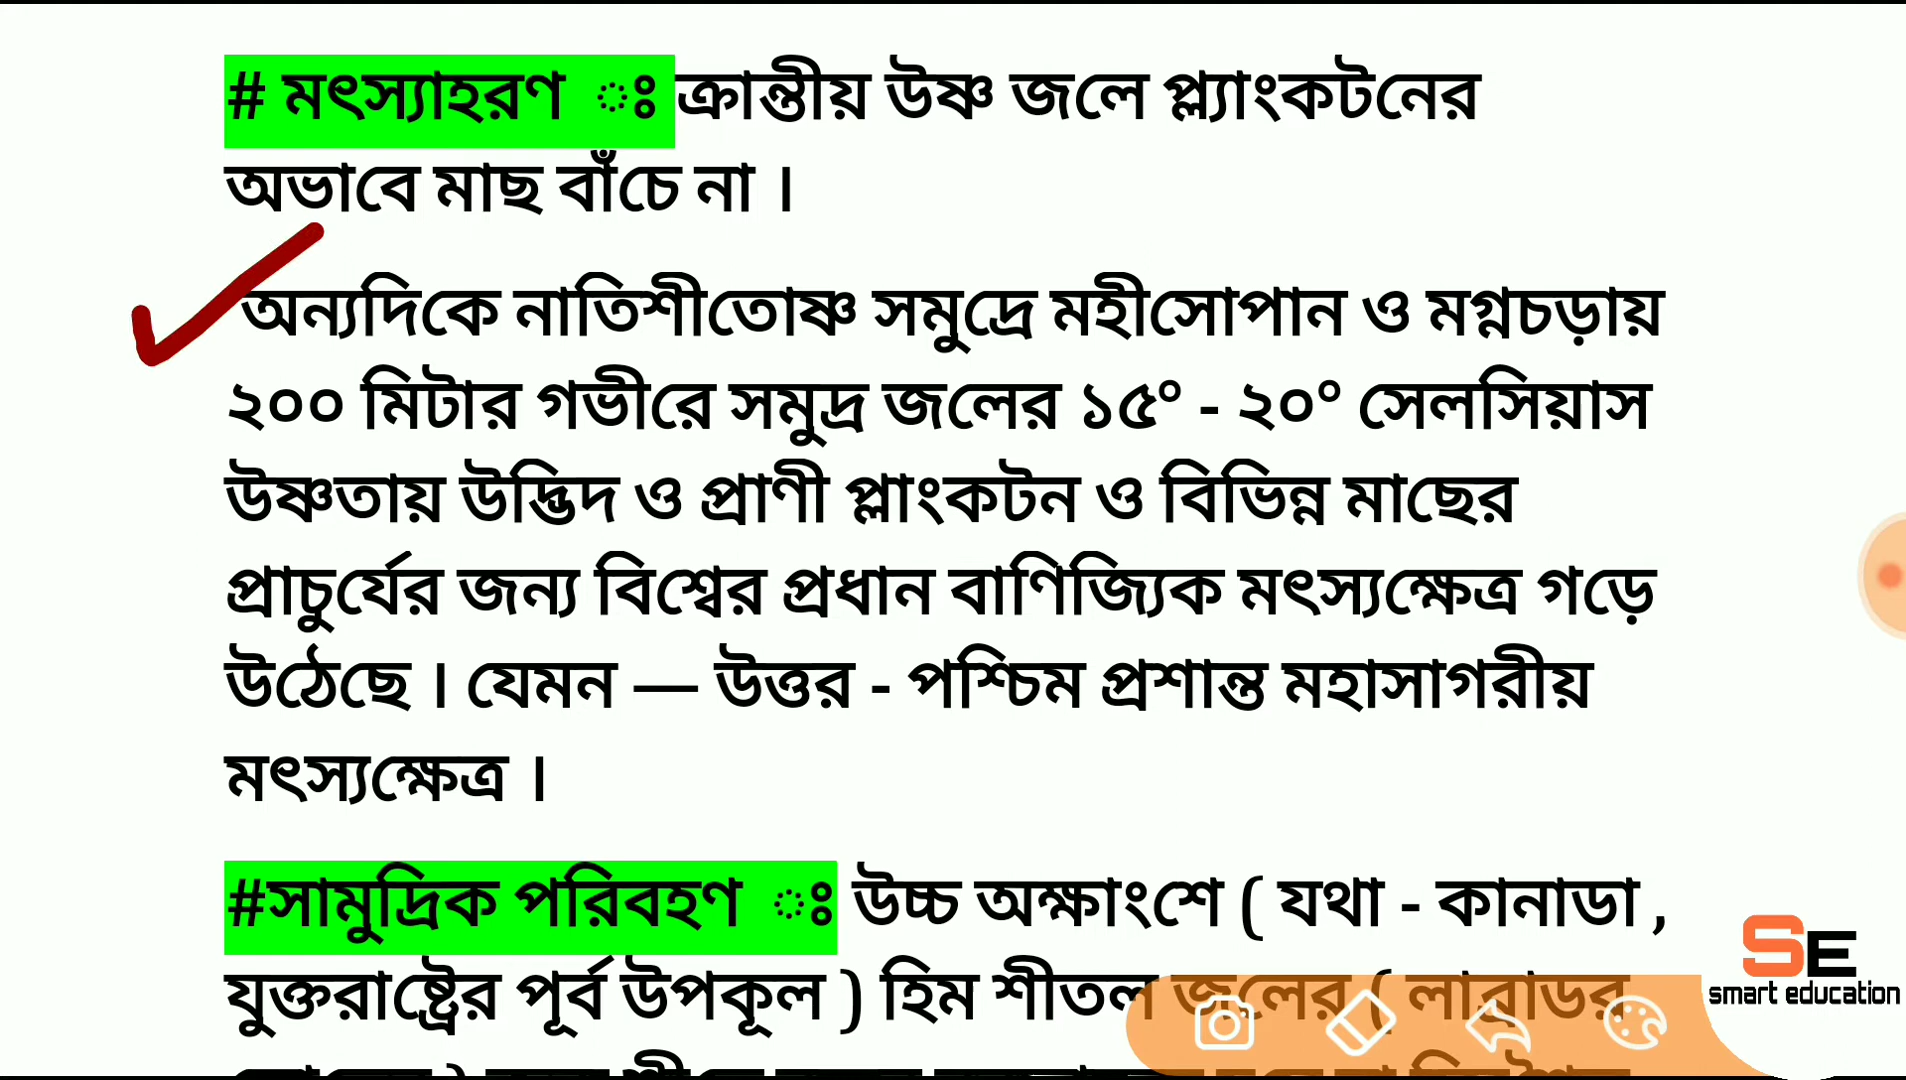 # মৎস্যাহরণ ঃ ক্রান্তীয় উষ্ণ জলে প্ল্যাংকটনের
অভাবে মাছ বাঁচে না ।
অন্যদিকে নাতিশীতোষ্ণ সমুদ্রে মহীসোপান ও মগ্নচড়ায়
২০০ মিটার গভীরে সমুদ্র জলের ১৫° - ২০° সেলসিয়াস
উষ্ণতায় উদ্ভিদ ও প্রাণী প্লাংকটন ও বিভিন্ন মাছের
প্রাচুর্যের জন্য বিশ্বের প্রধান বাণিজ্যিক মৎস্যক্ষেত্র গড়ে
উঠেছে । যেমন — উত্তর - পশ্চিম প্রশান্ত মহাসাগরীয়
মৎস্যক্ষেত্র ।
#সামুদ্রিক পরিবহণ ঃ উচ্চ অক্ষাংশে ( যথা - কানাডা ,
যুক্তরাষ্ট্রের পূর্ব উপকূল ) হিম শীতল জলের ( লাব্রাডর
SE
smart education